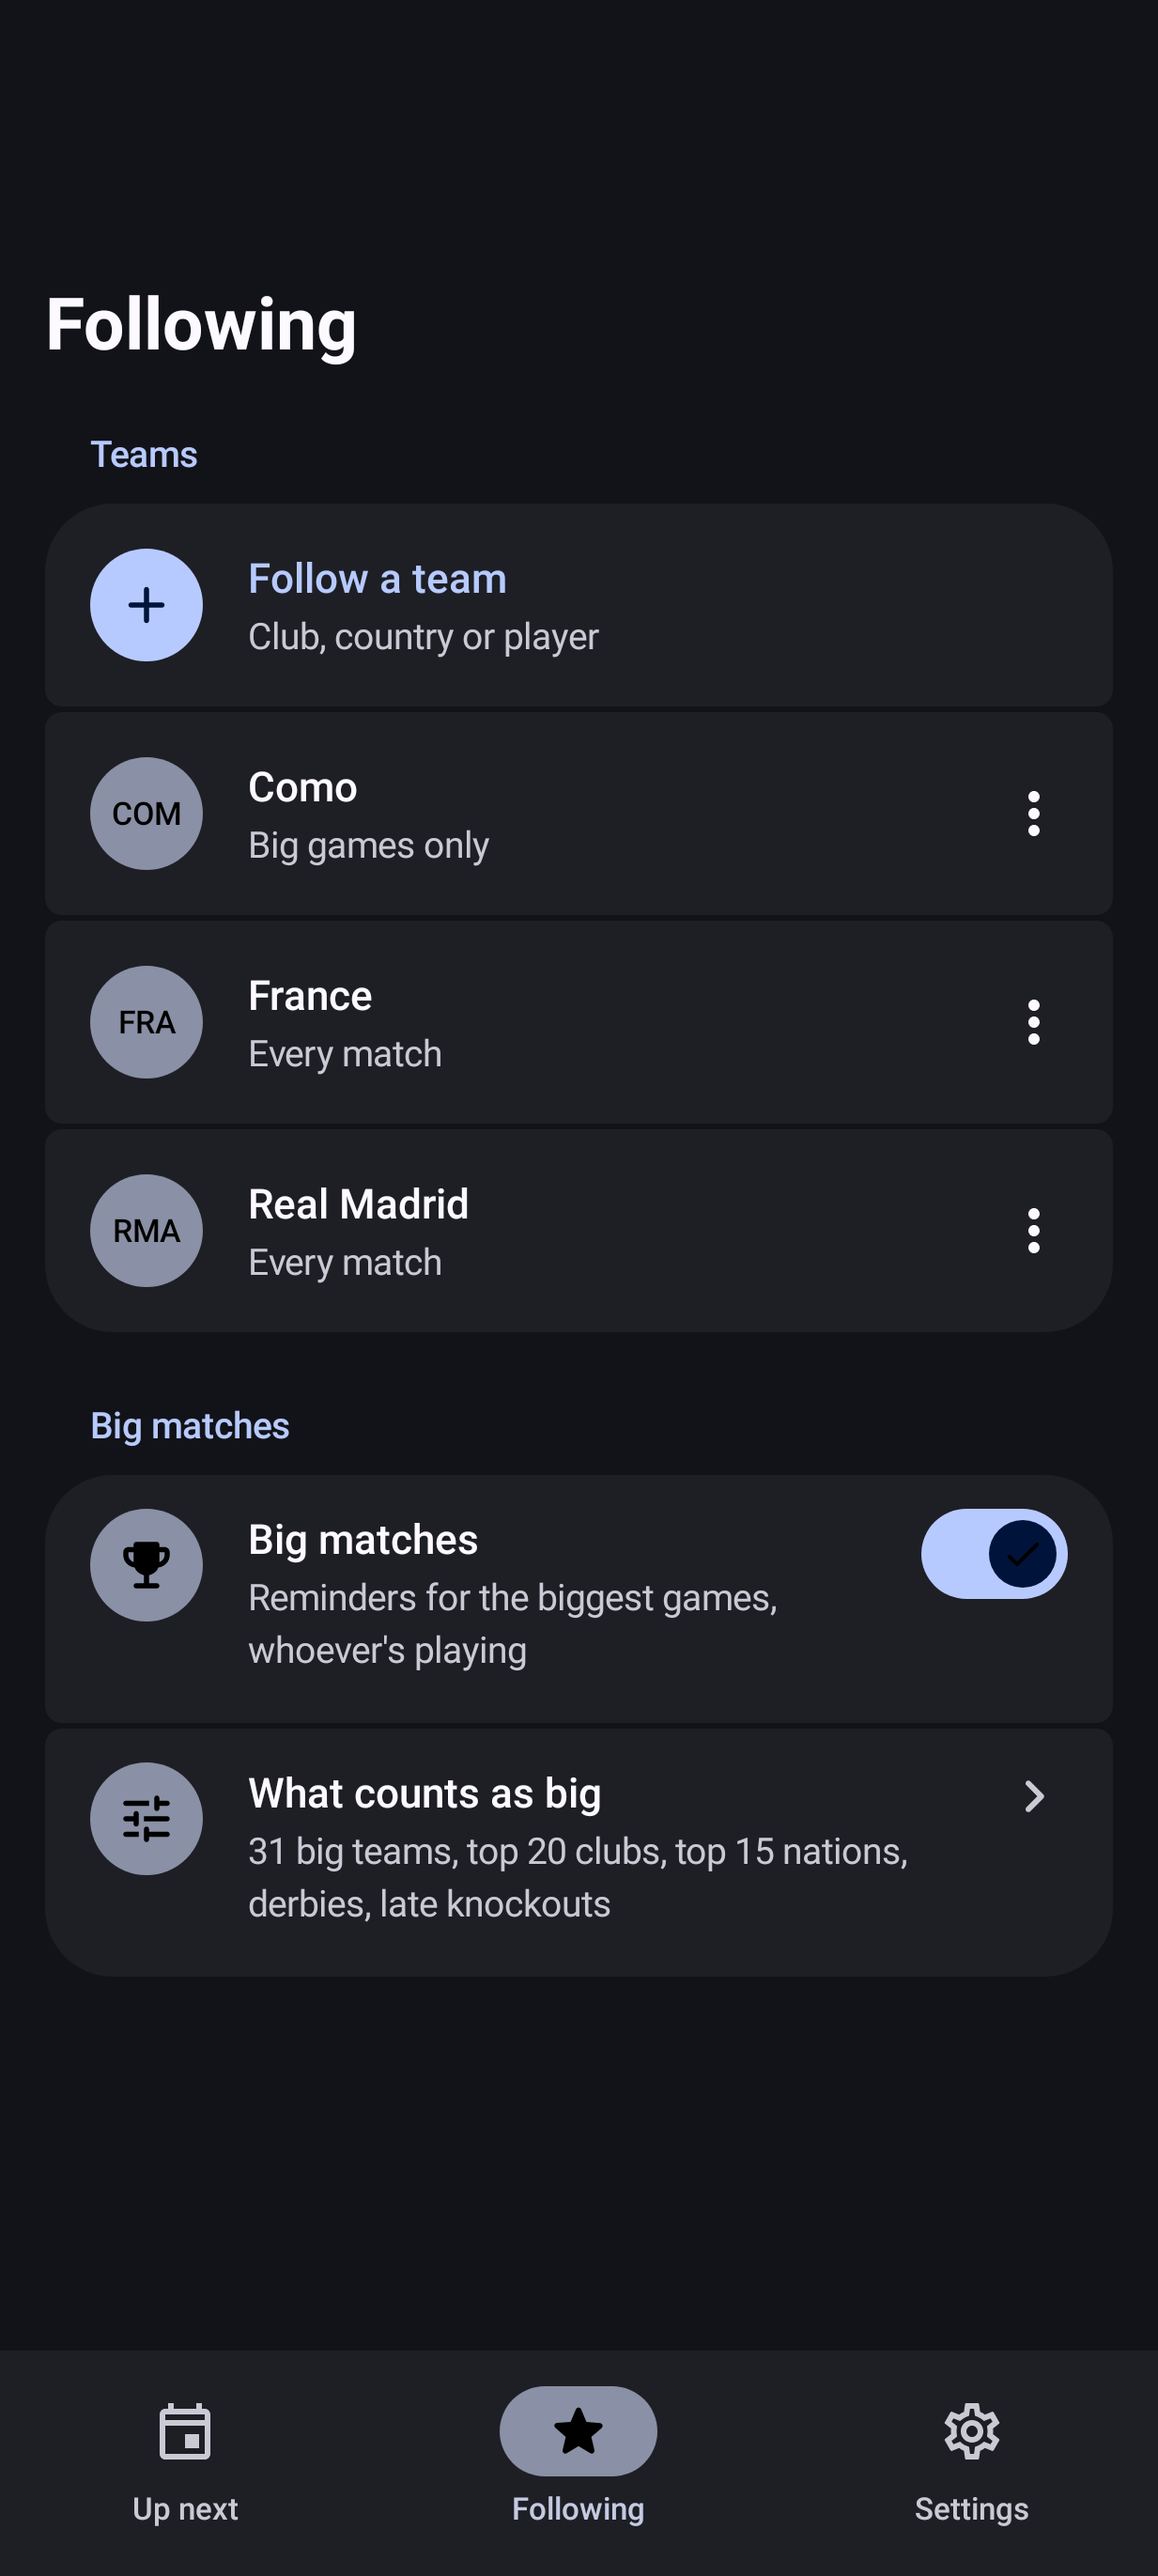 Following
Teams
Follow a team
Club, country or player
COM
Como
Big games only
FRA
France
Every match
RMA
Real Madrid
Every match
Big matches
Big matches
Reminders for the biggest games,
whoever's playing
What counts as big
31 big teams, top 20 clubs, top 15 nations,
derbies, late knockouts
Up next
Following
Settings